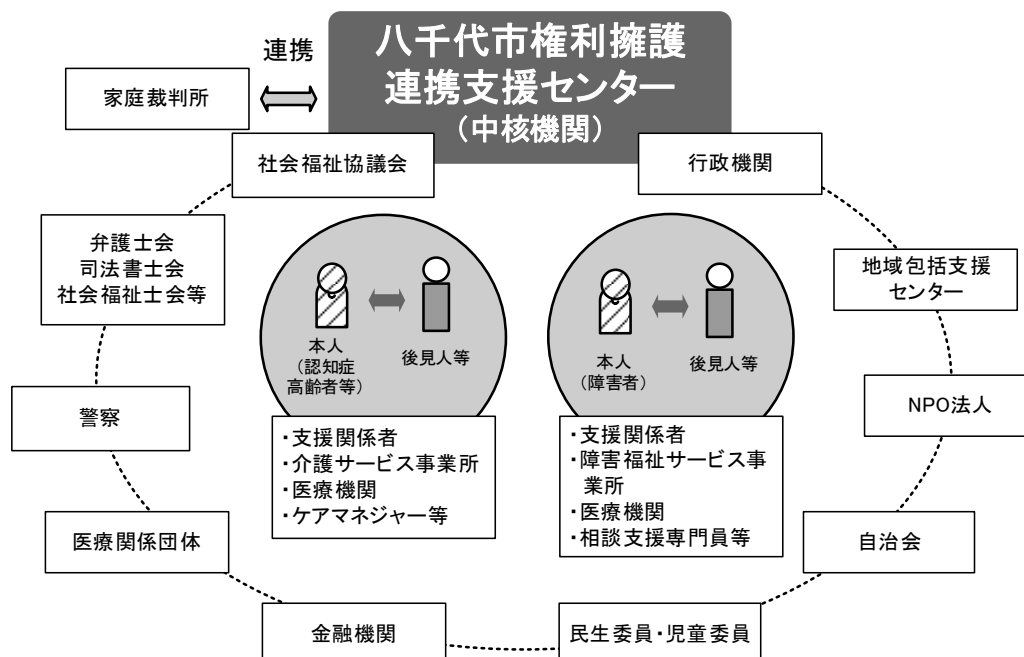 八千代市権利擁護
連携支援センター
（中核機関）
連携
家庭裁判所
社会福祉協議会
行政機関
弁護士会
司法書士会
社会福祉士会等
地域包括支援
センター
本人
（認知症
高齢者等）
後見人等
本人
（障害者）
後見人等
警察
NPO法人
・支援関係者
・介護サービス事業所
・医療機関
・ケアマネジャー等
・支援関係者
・障害福祉サービス事
業所
・医療機関
・相談支援専門員等
医療関係団体
自治会
金融機関
民生委員・児童委員